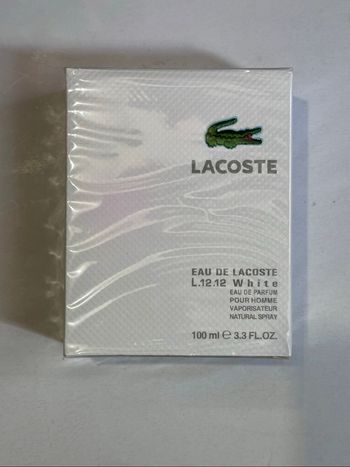 LACOSTE
EAU DE LACOSTE
L.12.12 White
EAU DE PARFUM
POUR HOMME
VAPORISATEUR
NATURAL SPRAY
100 ml ℮ 3.3 FL.OZ.